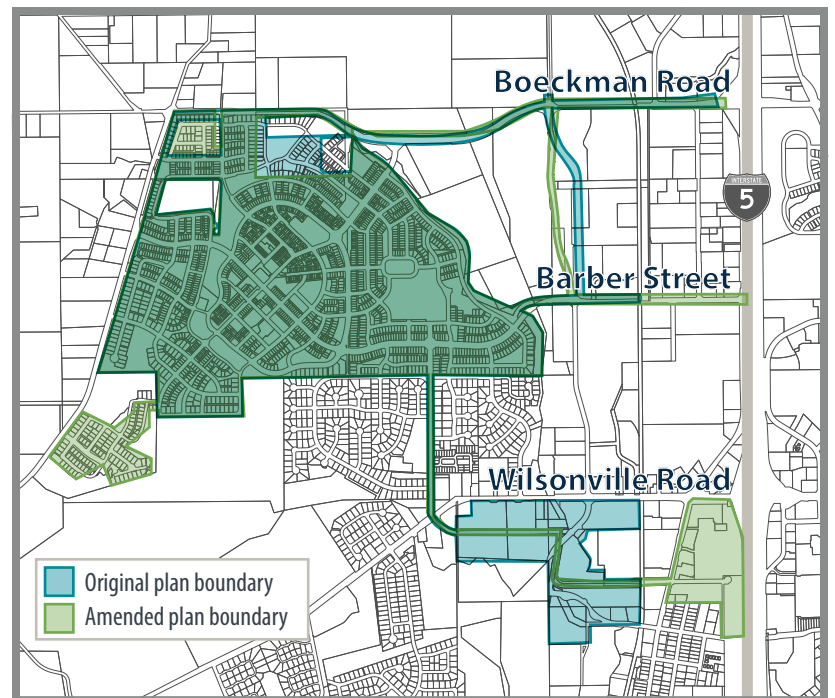 Boeckman Road
INTERSTATE
5
Barber Street
Wilsonville Road
Original plan boundary
Amended plan boundary